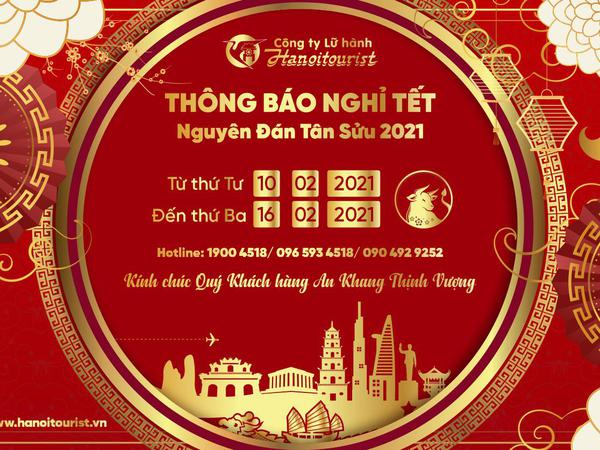 Công ty Lữ hành
Hanoitourist
THÔNG BÁO NGHỈ TẾT
Nguyên Đán Tân Sửu 2021
Từ thứ Tư 10 02 2021
Đến thứ Ba 16 02 2021
Hotline: 1900 4518/ 096 593 4518/ 090 492 9252
Kính chúc Quý Khách hàng An Khang Thịnh Vượng
www.hanoitourist.vn